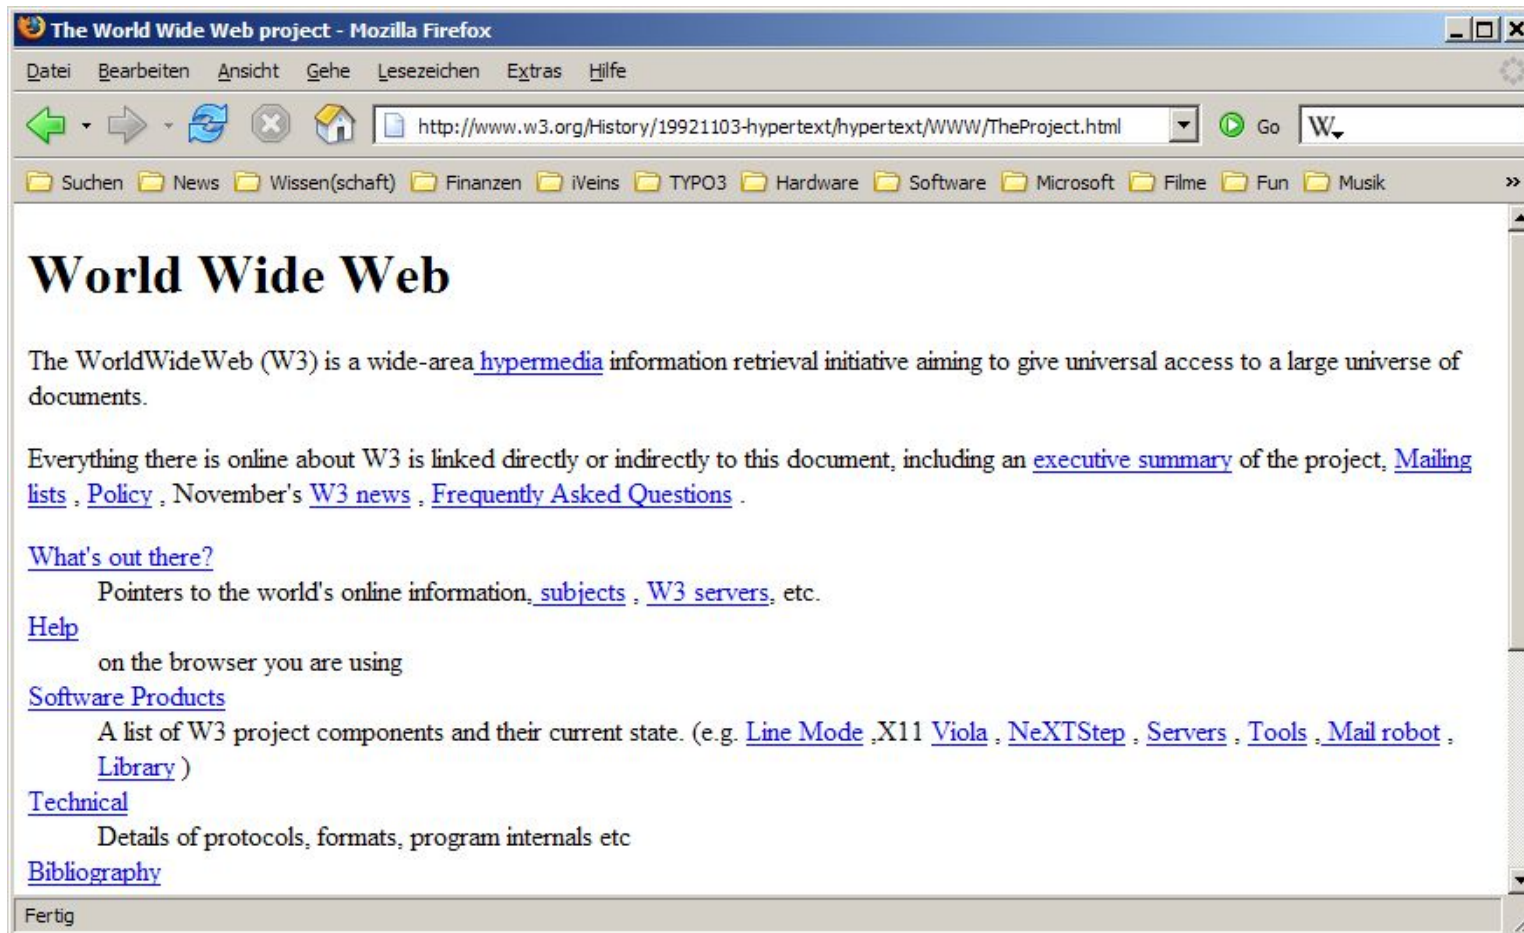 The World Wide Web project - Mozilla Firefox
Datei Bearbeiten Ansicht Gehe Lesezeichen Extras Hilfe
http://www.w3.org/History/19921103-hypertext/hypertext/WWW/TheProject.html Go W
Suchen News Wissen(schaft) Finanzen iVeins TYPO3 Hardware Software Microsoft Filme Fun Musik »
World Wide Web
The WorldWideWeb (W3) is a wide-area hypermedia information retrieval initiative aiming to give universal access to a large universe of
documents.
Everything there is online about W3 is linked directly or indirectly to this document, including an executive summary of the project, Mailing
lists , Policy , November's W3 news , Frequently Asked Questions .
What's out there?
Pointers to the world's online information, subjects , W3 servers, etc.
Help
on the browser you are using
Software Products
A list of W3 project components and their current state. (e.g. Line Mode ,X11 Viola , NeXTStep , Servers , Tools , Mail robot ,
Library )
Technical
Details of protocols, formats, program internals etc
Bibliography
Fertig